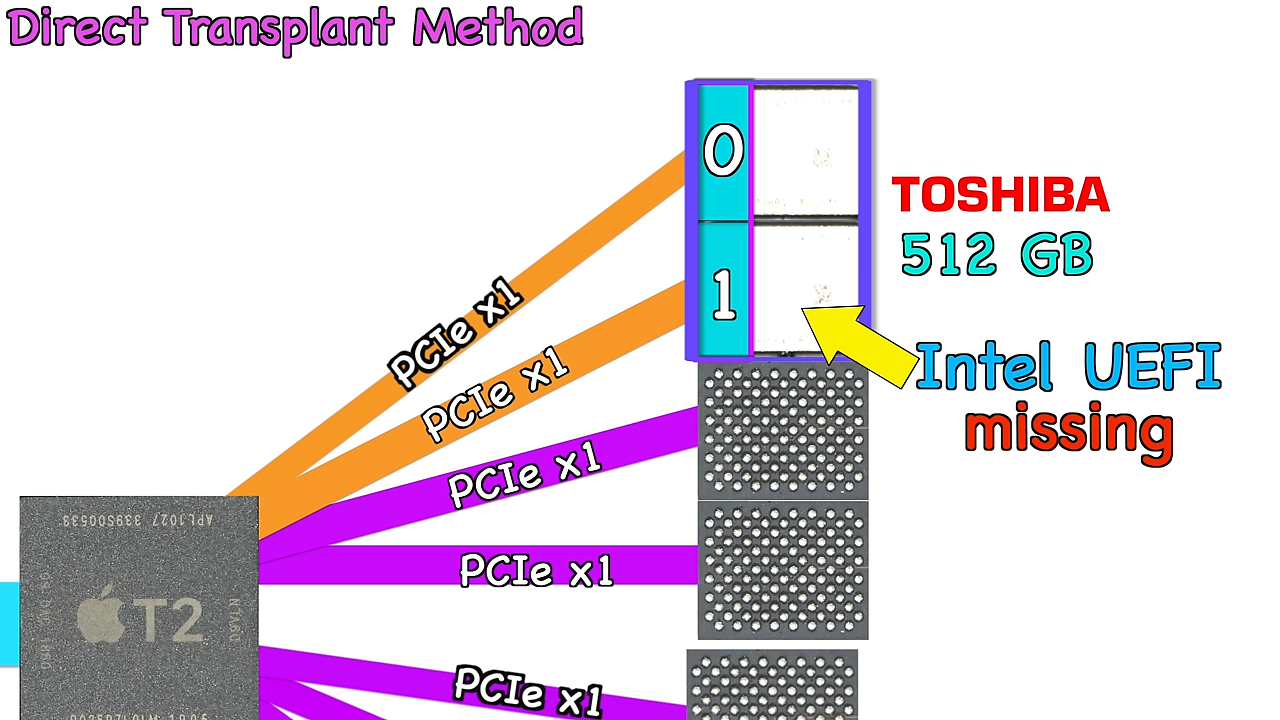 Direct Transplant Method
0
TOSHIBA
512 GB
1
PCIe x1
PCIe x1
Intel UEFI
missing
PCIe x1
APL1027 339S00533
PCIe x1
T2
PCIe x1